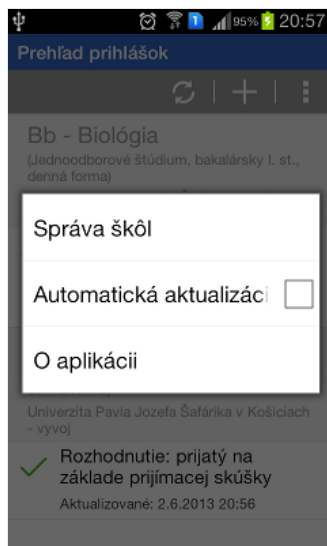 95% 20:57
Prehľad prihlášok
Bb - Biológia
(Jednoodborové štúdium, bakalársky I. st.,
denná forma)
Správa škôl
Automatická aktualizáci
O aplikácii
Univerzita Pavla Jozefa Šafárika v Košiciach
- vyvoj
Rozhodnutie: prijatý na
základe prijímacej skúšky
Aktualizované: 2.6.2013 20:56